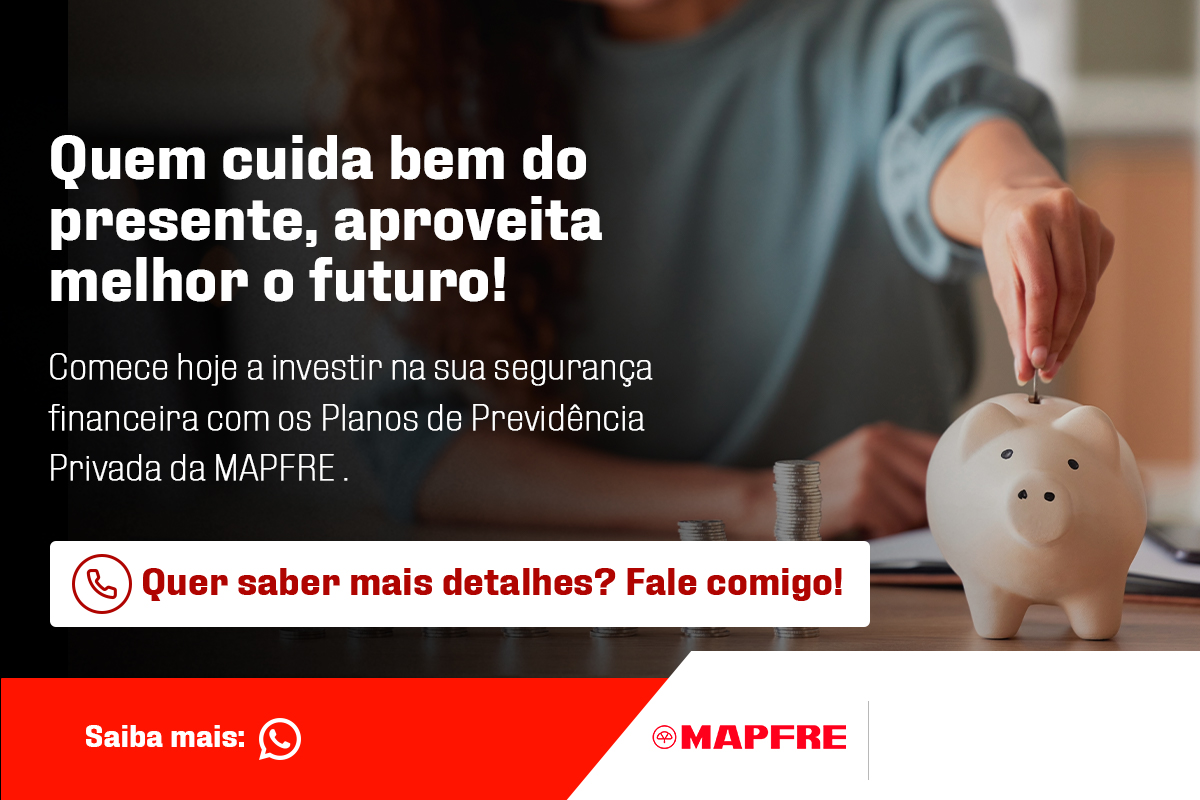 Quem cuida bem do
presente, aproveita
melhor o futuro!
Comece hoje a investir na sua segurança
financeira com os Planos de Previdência
Privada da MAPFRE .
Quer saber mais detalhes? Fale comigo!
Saiba mais:
MAPFRE